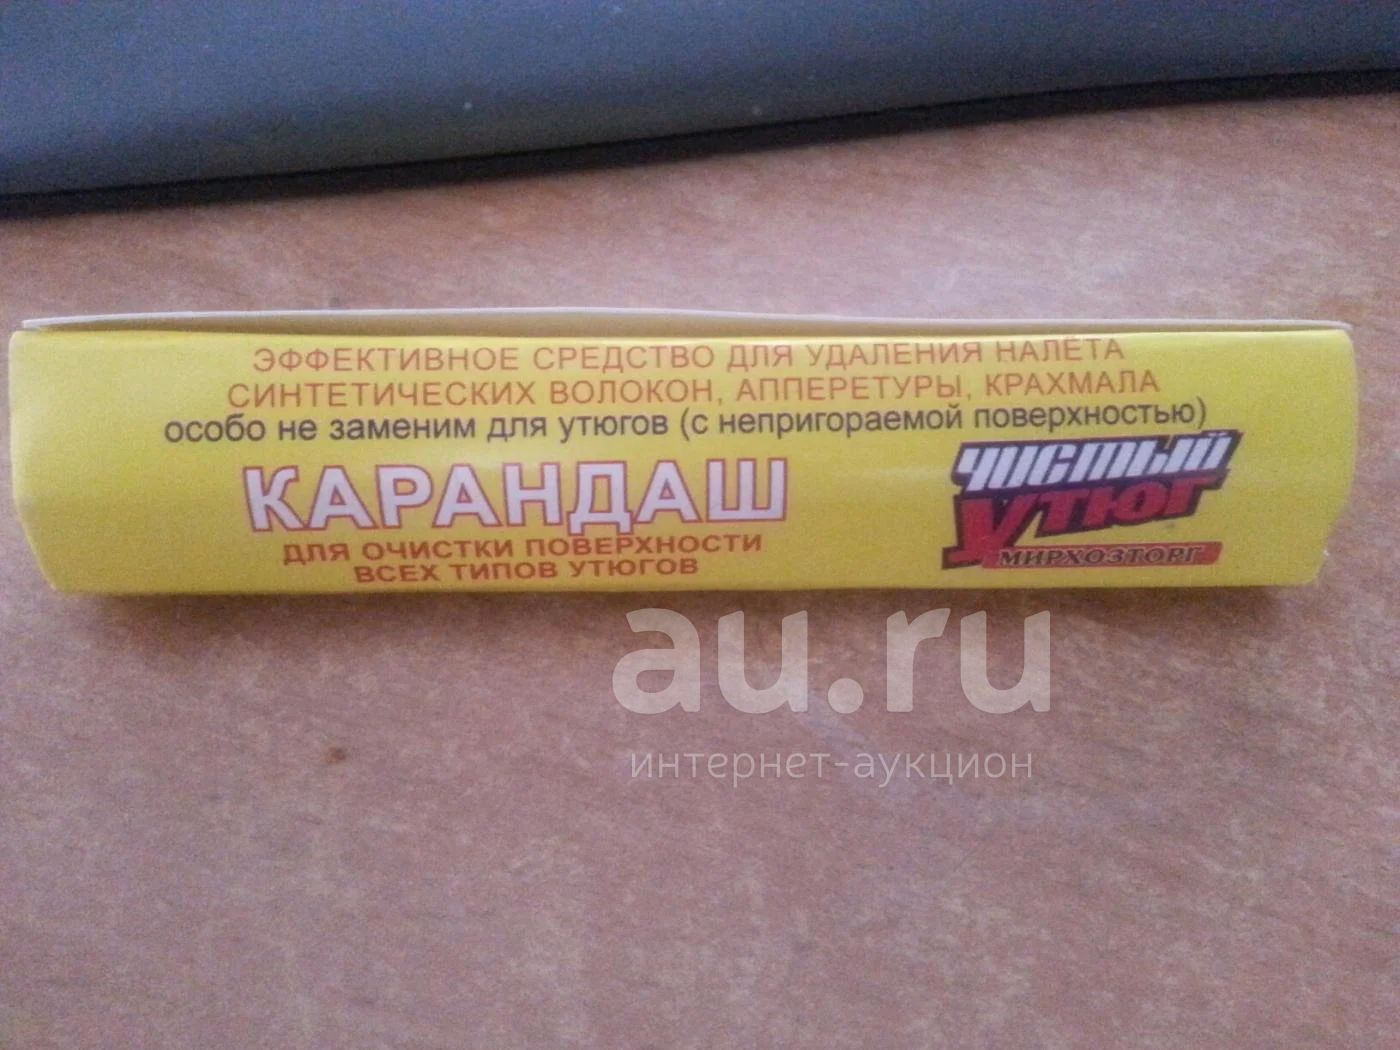 ЭФФЕКТИВНОЕ СРЕДСТВО ДЛЯ УДАЛЕНИЯ НАЛЁТА
СИНТЕТИЧЕСКИХ ВОЛОКОН, АППЕРЕТУРЫ, КРАХМАЛА
особо не заменим для утюгов (с непригораемой поверхностью)
КАРАНДАШ
ДЛЯ ОЧИСТКИ ПОВЕРХНОСТИ
ВСЕХ ТИПОВ УТЮГОВ
ЧИСТЫЙ
УТЮГ
МИРХОЗТОРГ
au.ru
интернет-аукцион